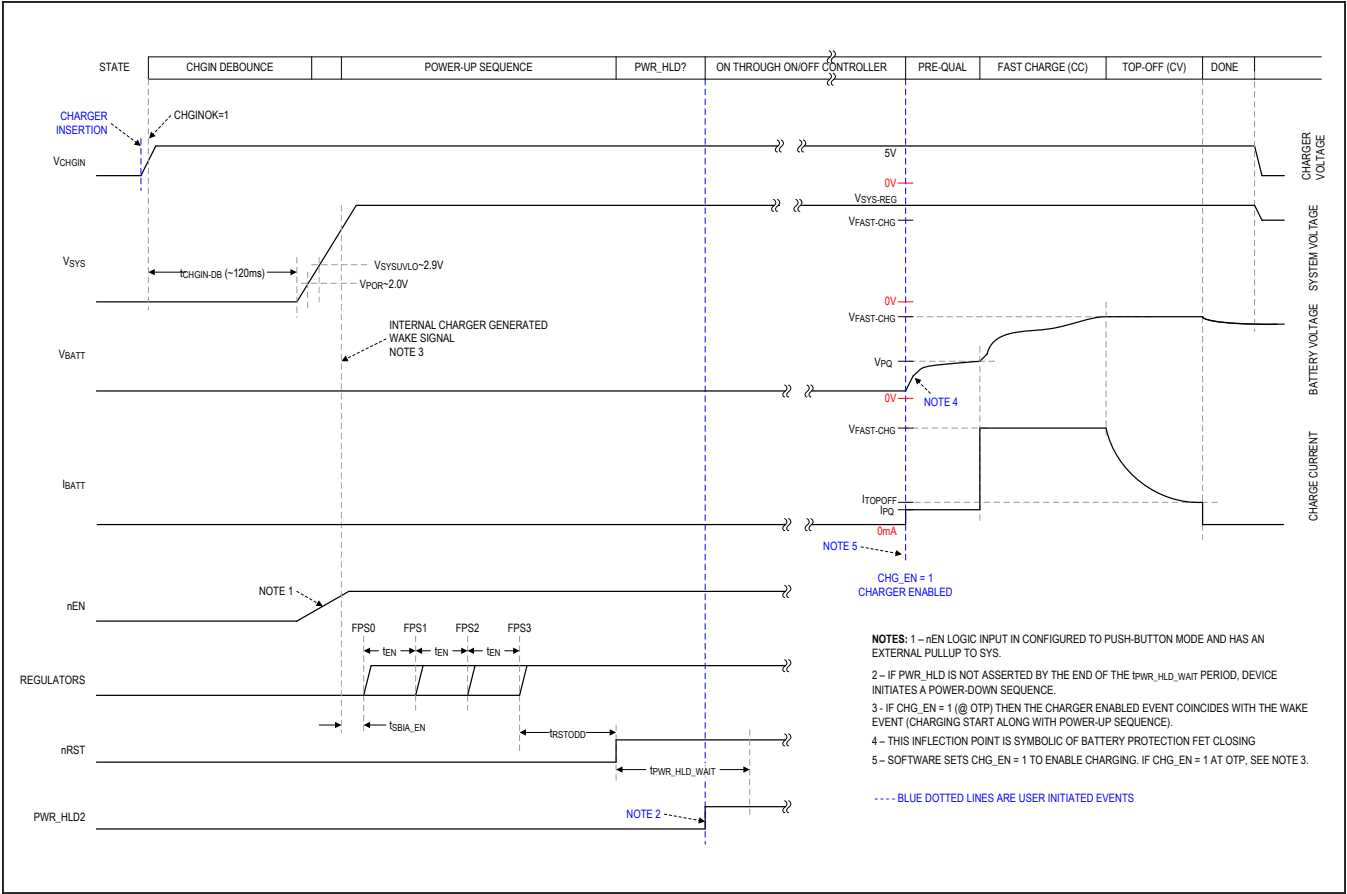 STATE CHGIN DEBOUNCE POWER-UP SEQUENCE PWR_HLD? ON THROUGH ON/OFF CONTROLLER PRE-QUAL FAST CHARGE (CC) TOP-OFF (CV) DONE
CHARGER
INSERTION
CHGINOK=1
VCHGIN
5V
0V
CHARGER
VOLTAGE
VSYS-REG
VFAST-CHG
VSYS
tCHGIN-DB (~120ms)
VSYSUVLO~2.9V
VPOR~2.0V
0V
SYSTEM VOLTAGE
INTERNAL CHARGER GENERATED
WAKE SIGNAL
NOTE 3
VFAST-CHG
VBATT
VPQ
NOTE 4
0V
BATTERY VOLTAGE
VFAST-CHG
IBATT
ITOPOFF
IPQ
0mA
CHARGE CURRENT
NOTE 5
CHG_EN = 1
CHARGER ENABLED
NOTE 1
nEN
FPS0 FPS1 FPS2 FPS3
tEN tEN tEN
REGULATORS
tSBIA_EN
tRSTODD
nRST
tPWR_HLD_WAIT
NOTE 2
PWR_HLD2
NOTES: 1 – nEN LOGIC INPUT IN CONFIGURED TO PUSH-BUTTON MODE AND HAS AN
EXTERNAL PULLUP TO SYS.
2 – IF PWR_HLD IS NOT ASSERTED BY THE END OF THE tPWR_HLD_WAIT PERIOD, DEVICE
INITIATES A POWER-DOWN SEQUENCE.
3 - IF CHG_EN = 1 (@ OTP) THEN THE CHARGER ENABLED EVENT COINCIDES WITH THE WAKE
EVENT (CHARGING START ALONG WITH POWER-UP SEQUENCE).
4 – THIS INFLECTION POINT IS SYMBOLIC OF BATTERY PROTECTION FET CLOSING
5 – SOFTWARE SETS CHG_EN = 1 TO ENABLE CHARGING. IF CHG_EN = 1 AT OTP, SEE NOTE 3.
- - - - BLUE DOTTED LINES ARE USER INITIATED EVENTS